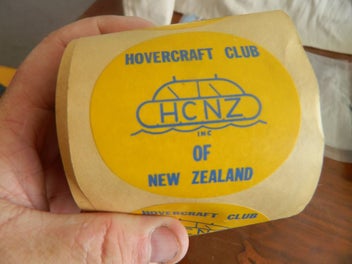 HOVERCRAFT CLUB
HCNZ
INC
OF
NEW ZEALAND
HOVERCRAFT CLUB